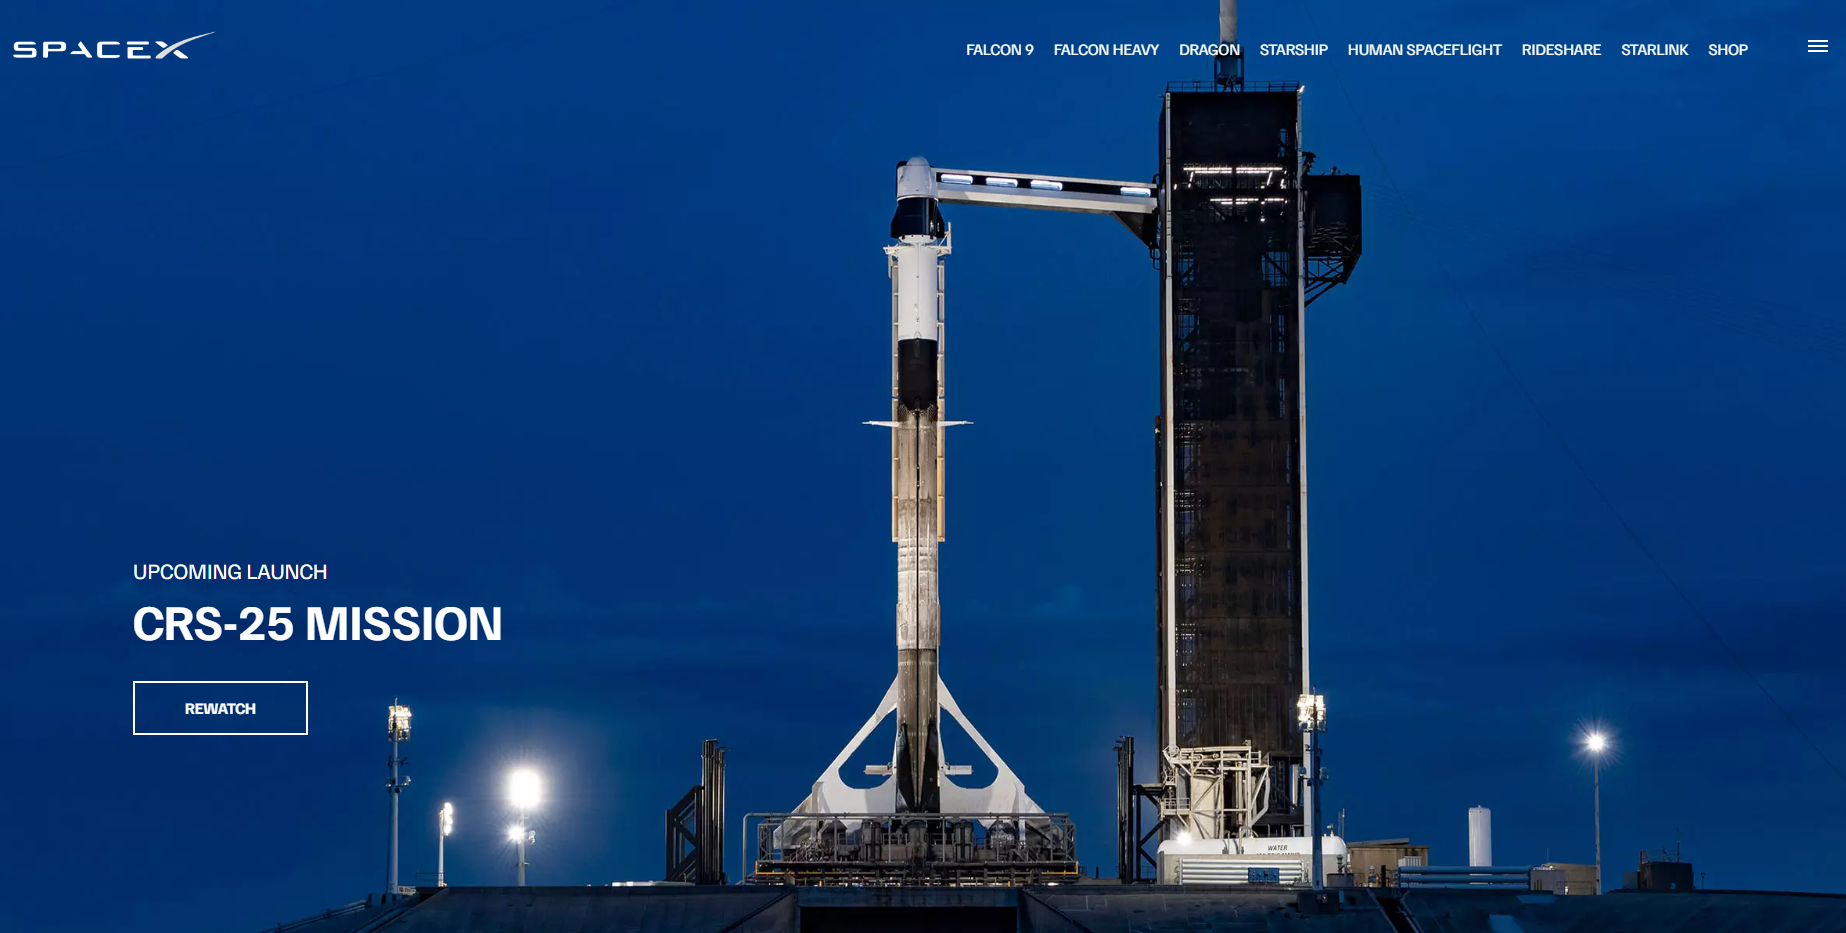 SPACEX
FALCON 9 FALCON HEAVY DRAGON STARSHIP HUMAN SPACEFLIGHT RIDESHARE STARLINK SHOP
UPCOMING LAUNCH
CRS-25 MISSION
REWATCH
WATER